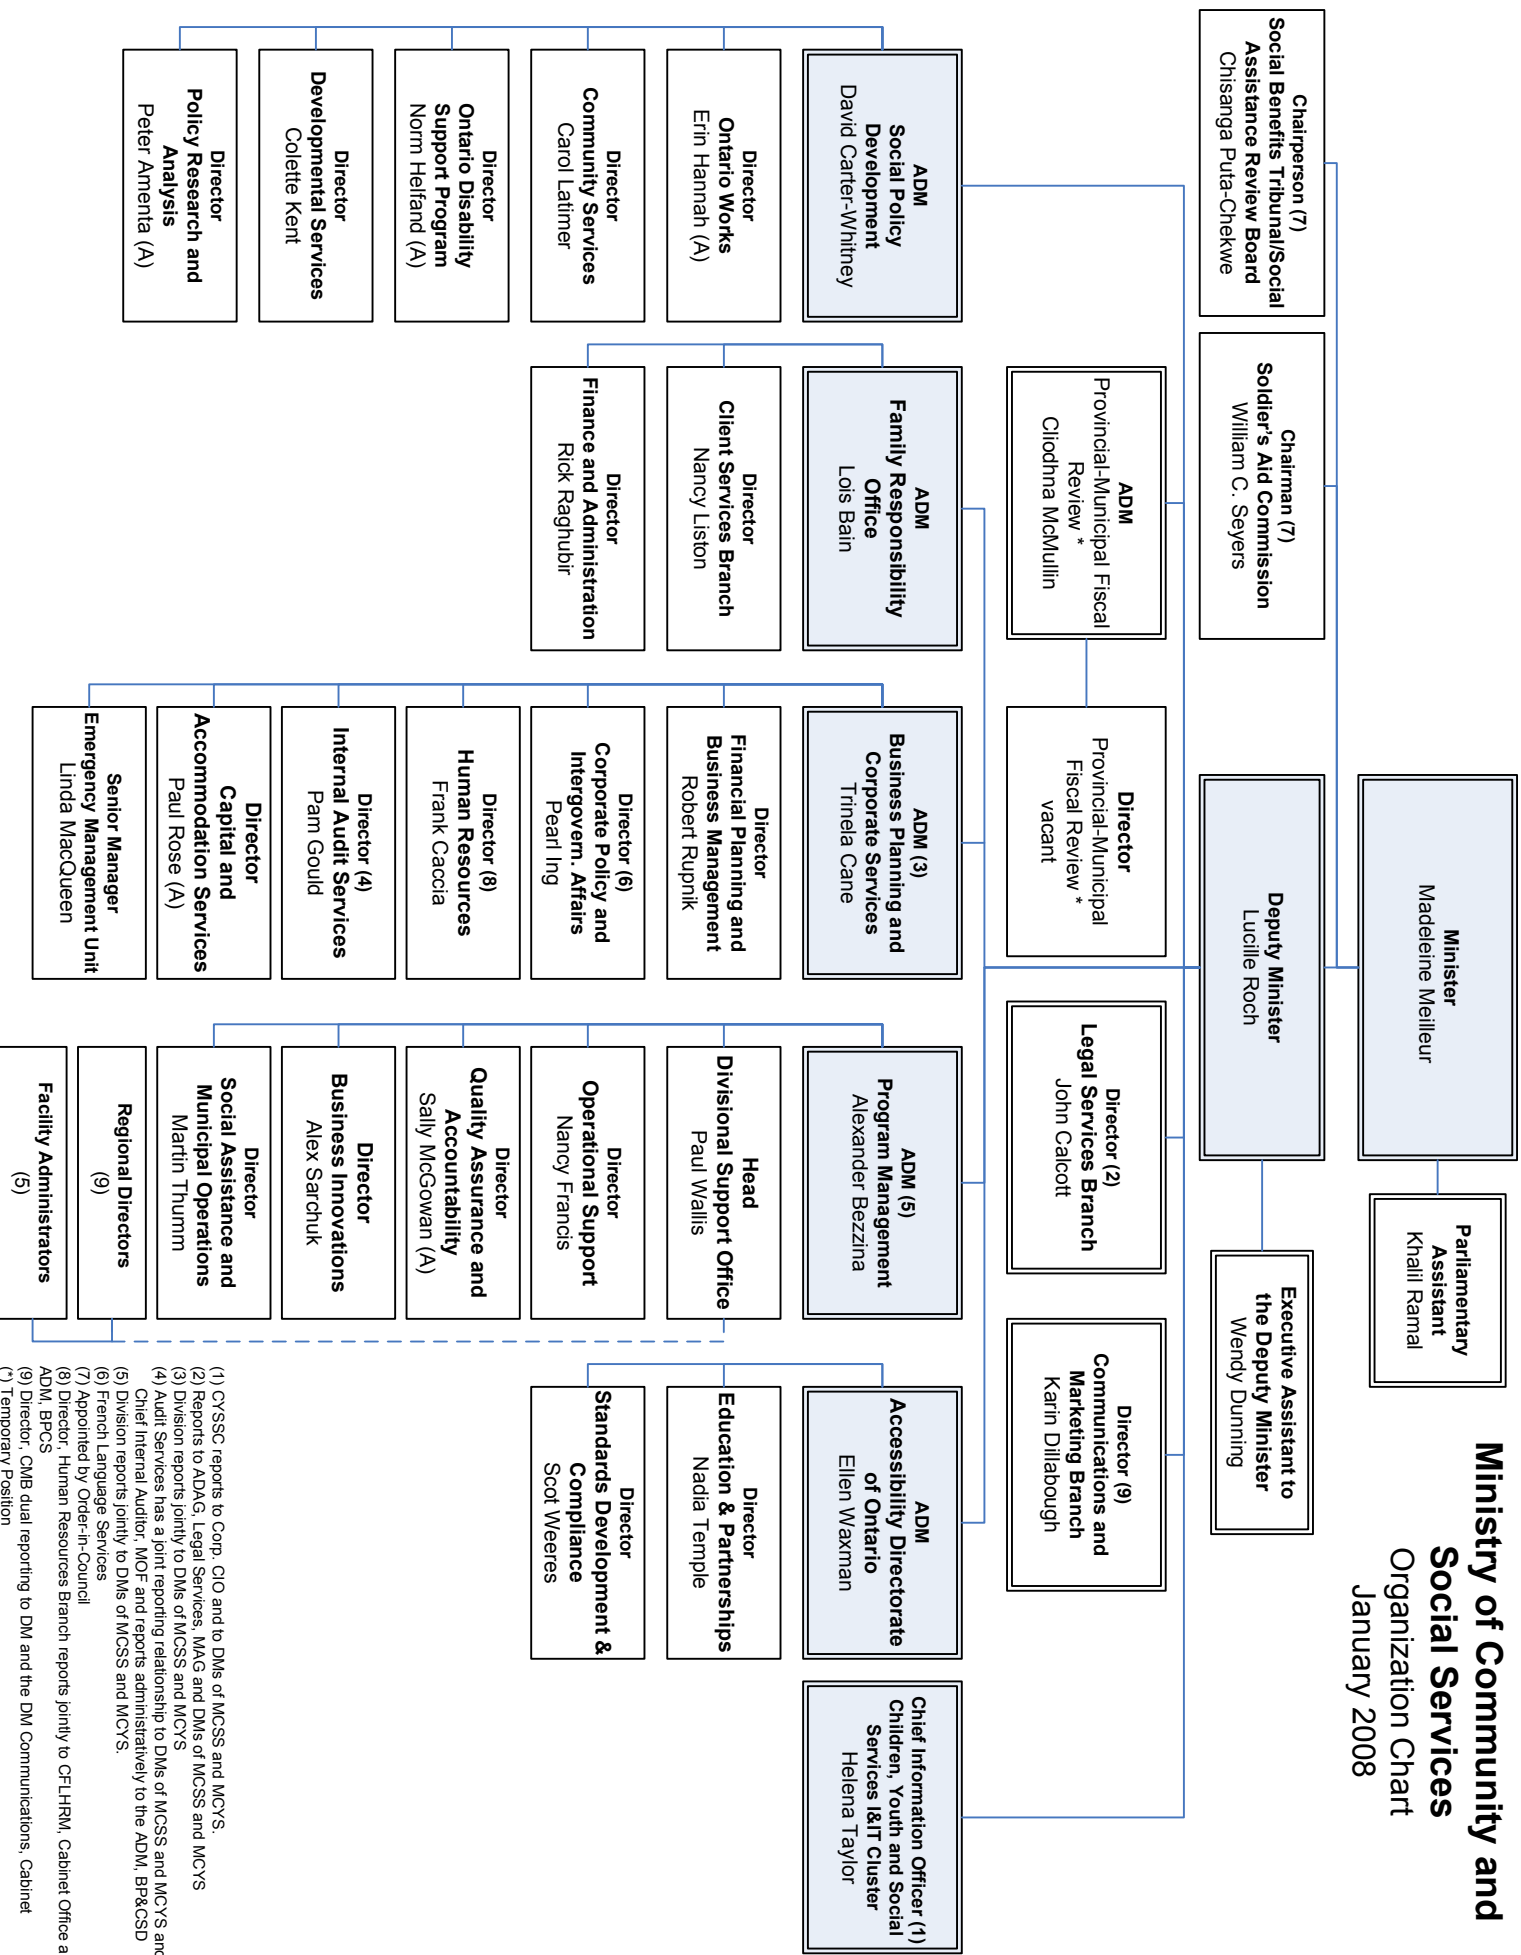 Ministry of Community and
Social Services
Organization Chart
January 2008
Minister
Madeleine Meilleur
Parliamentary
Assistant
Khalil Ramal
Chairperson (7)
Social Benefits Tribunal/Social
Assistance Review Board
Chisanga Puta-Chekwe
Chairman (7)
Soldier's Aid Commission
William C. Seyers
Deputy Minister
Lucille Roch
Executive Assistant to
the Deputy Minister
Wendy Dunning
ADM
Provincial-Municipal Fiscal
Review *
Cliodhna McMullin
Director
Provincial-Municipal
Fiscal Review *
vacant
Director (2)
Legal Services Branch
John Calcott
Director (9)
Communications and
Marketing Branch
Karin Dillabough
ADM
Social Policy
Development
David Carter-Whitney
ADM
Family Responsibility
Office
Lois Bain
ADM (3)
Business Planning and
Corporate Services
Trinela Cane
ADM (5)
Program Management
Alexander Bezzina
ADM
Accessibility Directorate
of Ontario
Ellen Waxman
Chief Information Officer (1)
Children, Youth and Social
Services I&IT Cluster
Helena Taylor
Director
Ontario Works
Erin Hannah (A)
Director
Community Services
Carol Latimer
Director
Ontario Disability
Support Program
Norm Helfand (A)
Director
Developmental Services
Colette Kent
Director
Policy Research and
Analysis
Peter Amenta (A)
Director
Client Services Branch
Nancy Liston
Director
Finance and Administration
Rick Raghubir
Director
Financial Planning and
Business Management
Robert Rupnik
Director (6)
Corporate Policy and
Intergovern. Affairs
Pearl Ing
Director (8)
Human Resources
Frank Caccia
Director (4)
Internal Audit Services
Pam Gould
Director
Capital and
Accommodation Services
Paul Rose (A)
Senior Manager
Emergency Management Unit
Linda MacQueen
Head
Divisional Support Office
Paul Wallis
Director
Operational Support
Nancy Francis
Director
Quality Assurance and
Accountability
Sally McGowan (A)
Director
Business Innovations
Alex Sarchuk
Director
Social Assistance and
Municipal Operations
Martin Thumm
Regional Directors
(9)
Facility Administrators
(5)
Director
Education & Partnerships
Nadia Temple
Director
Standards Development &
Compliance
Scot Weeres
(1) CYSSC reports to Corp. CIO and to DMs of MCSS and MCYS.
(2) Reports to ADAG, Legal Services, MAG and DMs of MCSS and MCYS
(3) Division reports jointly to DMs of MCSS and MCYS
(4) Audit Services has a joint reporting relationship to DMs of MCSS and MCYS and
Chief Internal Auditor, MOF and reports administratively to the ADM, BP&CSD
(5) Division reports jointly to DMs of MCSS and MCYS.
(6) French Language Services
(7) Appointed by Order-in-Council
(8) Director, Human Resources Branch reports jointly to CFLHRM, Cabinet Office a
ADM, BPCS
(9) Director, CMB dual reporting to DM and the DM Communications, Cabinet
(*) Temporary Position